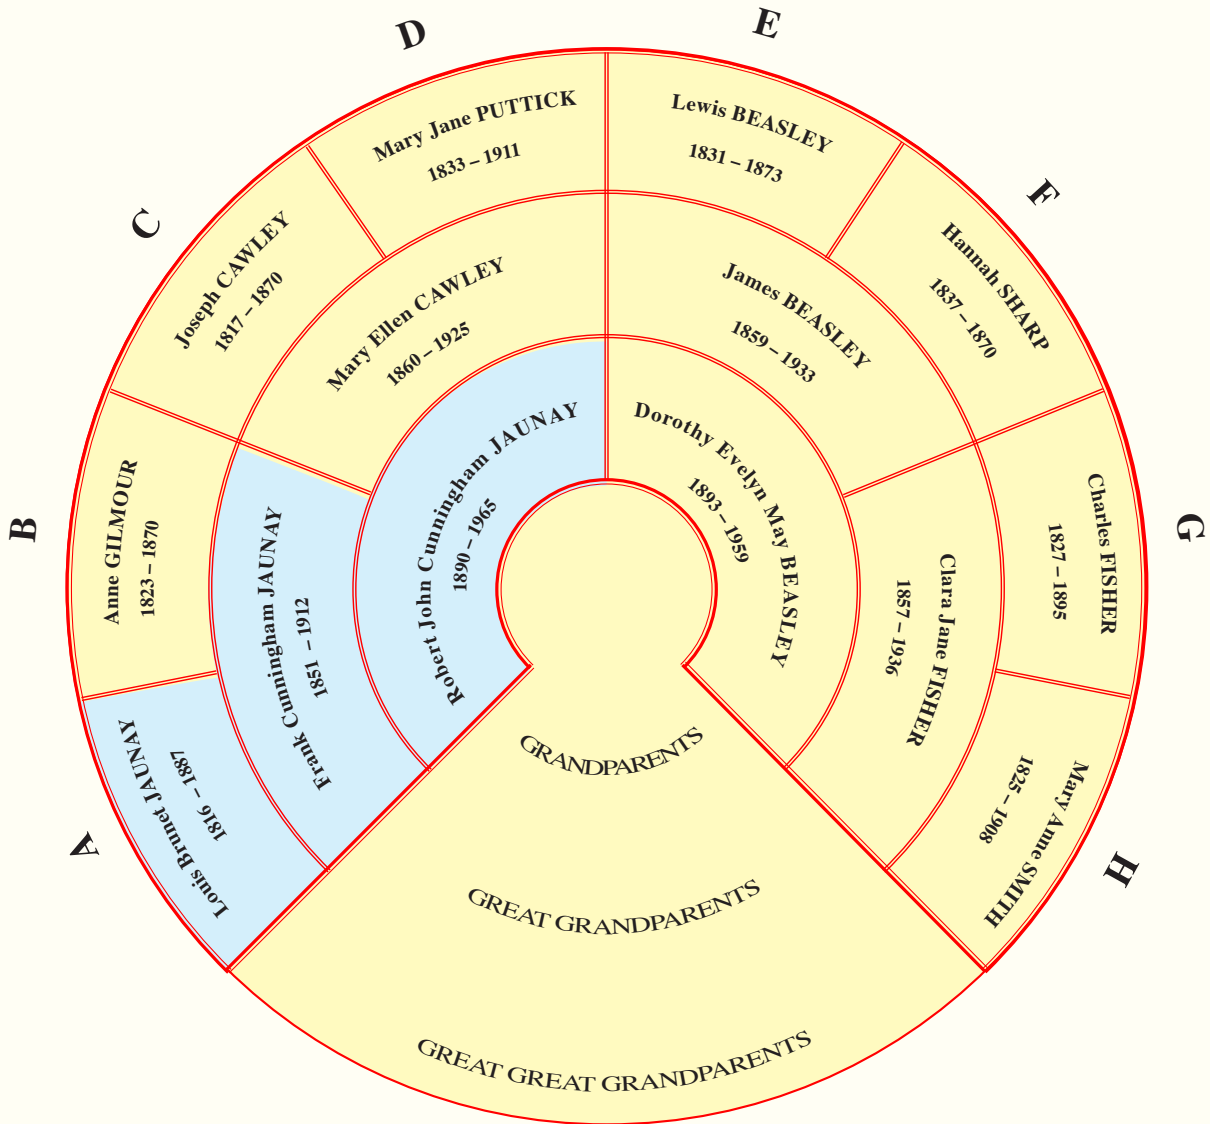 A
B
C
D
E
F
G
H
Louis Brunet JAUNAY
1816 – 1887
Anne GILMOUR
1823 – 1870
Joseph CAWLEY
1817 – 1870
Mary Jane PUTTICK
1833 – 1911
Lewis BEASLEY
1831 – 1873
Hannah SHARP
1837 – 1870
Charles FISHER
1827 – 1895
Mary Anne SMITH
1825 – 1908
Frank Cunningham JAUNAY
1851 – 1912
Mary Ellen CAWLEY
1860 – 1925
James BEASLEY
1859 – 1933
Clara Jane FISHER
1857 – 1936
Robert John Cunningham JAUNAY
1890 – 1965
Dorothy Evelyn May BEASLEY
1893 – 1959
GRANDPARENTS
GREAT GRANDPARENTS
GREAT GREAT GRANDPARENTS